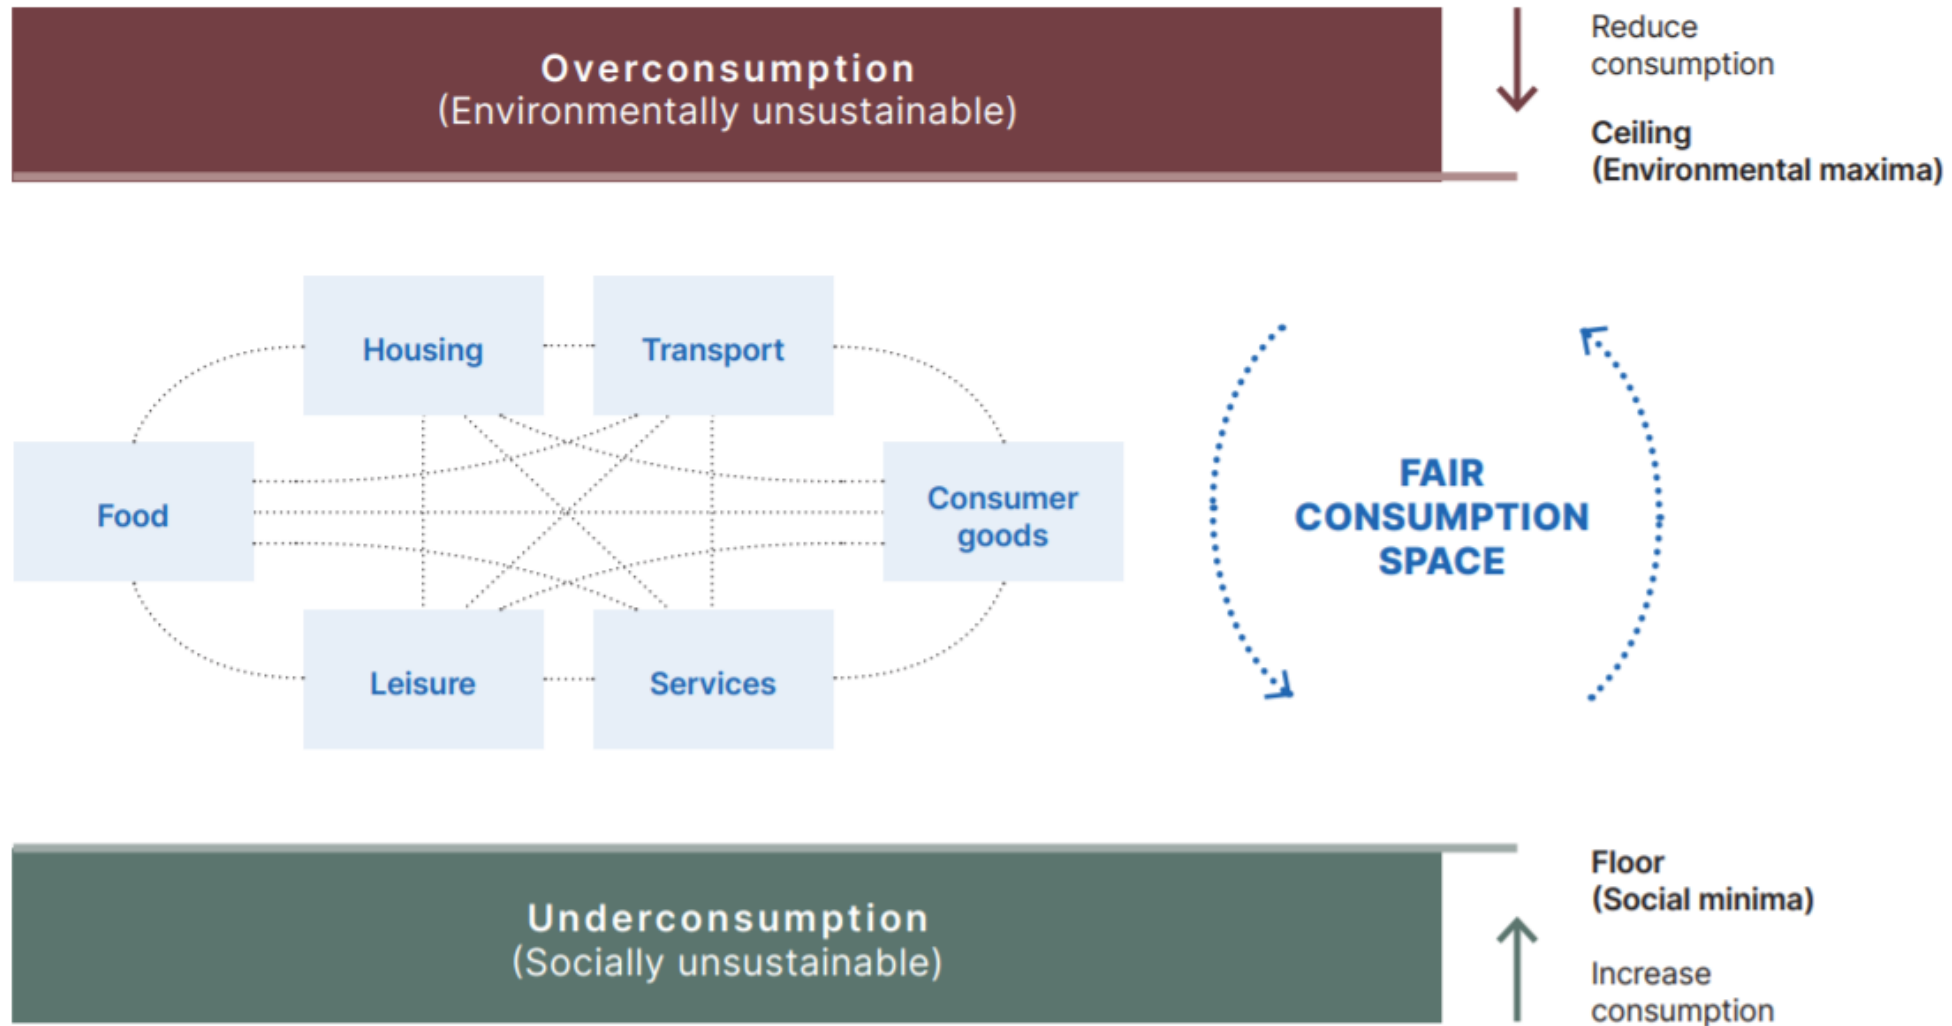 Overconsumption
(Environmentally unsustainable)
Reduce
consumption
Ceiling
(Environmental maxima)
Housing
Transport
Food
Consumer
goods
Leisure
Services
FAIR
CONSUMPTION
SPACE
Underconsumption
(Socially unsustainable)
Floor
(Social minima)
Increase
consumption